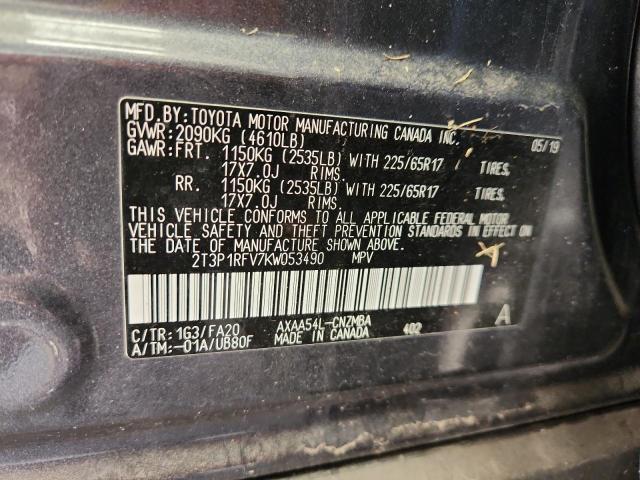 MFD.BY:TOYOTA MOTOR MANUFACTURING CANADA INC. 05/19
GVWR:2090KG (4610LB)
GAWR:FRT. 1150KG (2535LB) WITH 225/65R17 TIRES.
17X7.0J RIMS.
RR. 1150KG (2535LB) WITH 225/65R17 TIRES.
17X7.0J RIMS.
THIS VEHICLE CONFORMS TO ALL APPLICABLE FEDERAL MOTOR
VEHICLE SAFETY AND THEFT PREVENTION STANDARDS IN EFFECT ON
THE DATE OF MANUFACTURE SHOWN ABOVE.
2T3P1RFV7KW053490 MPV
C/TR: 1G3/FA20 AXAA54L-CNZMBA 402 A
A/TM:-01A/UB80F MADE IN CANADA